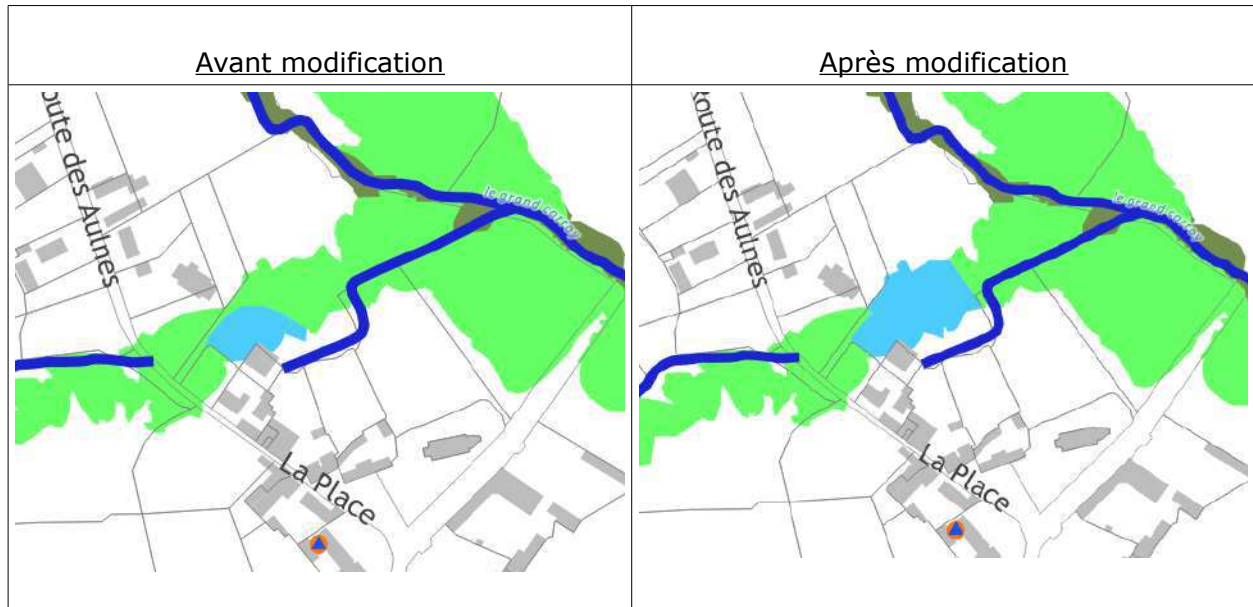 Avant modification
Après modification
oute des Aulnes
le grand corroy
La Place
Route des Aulnes
le grand corroy
La Place